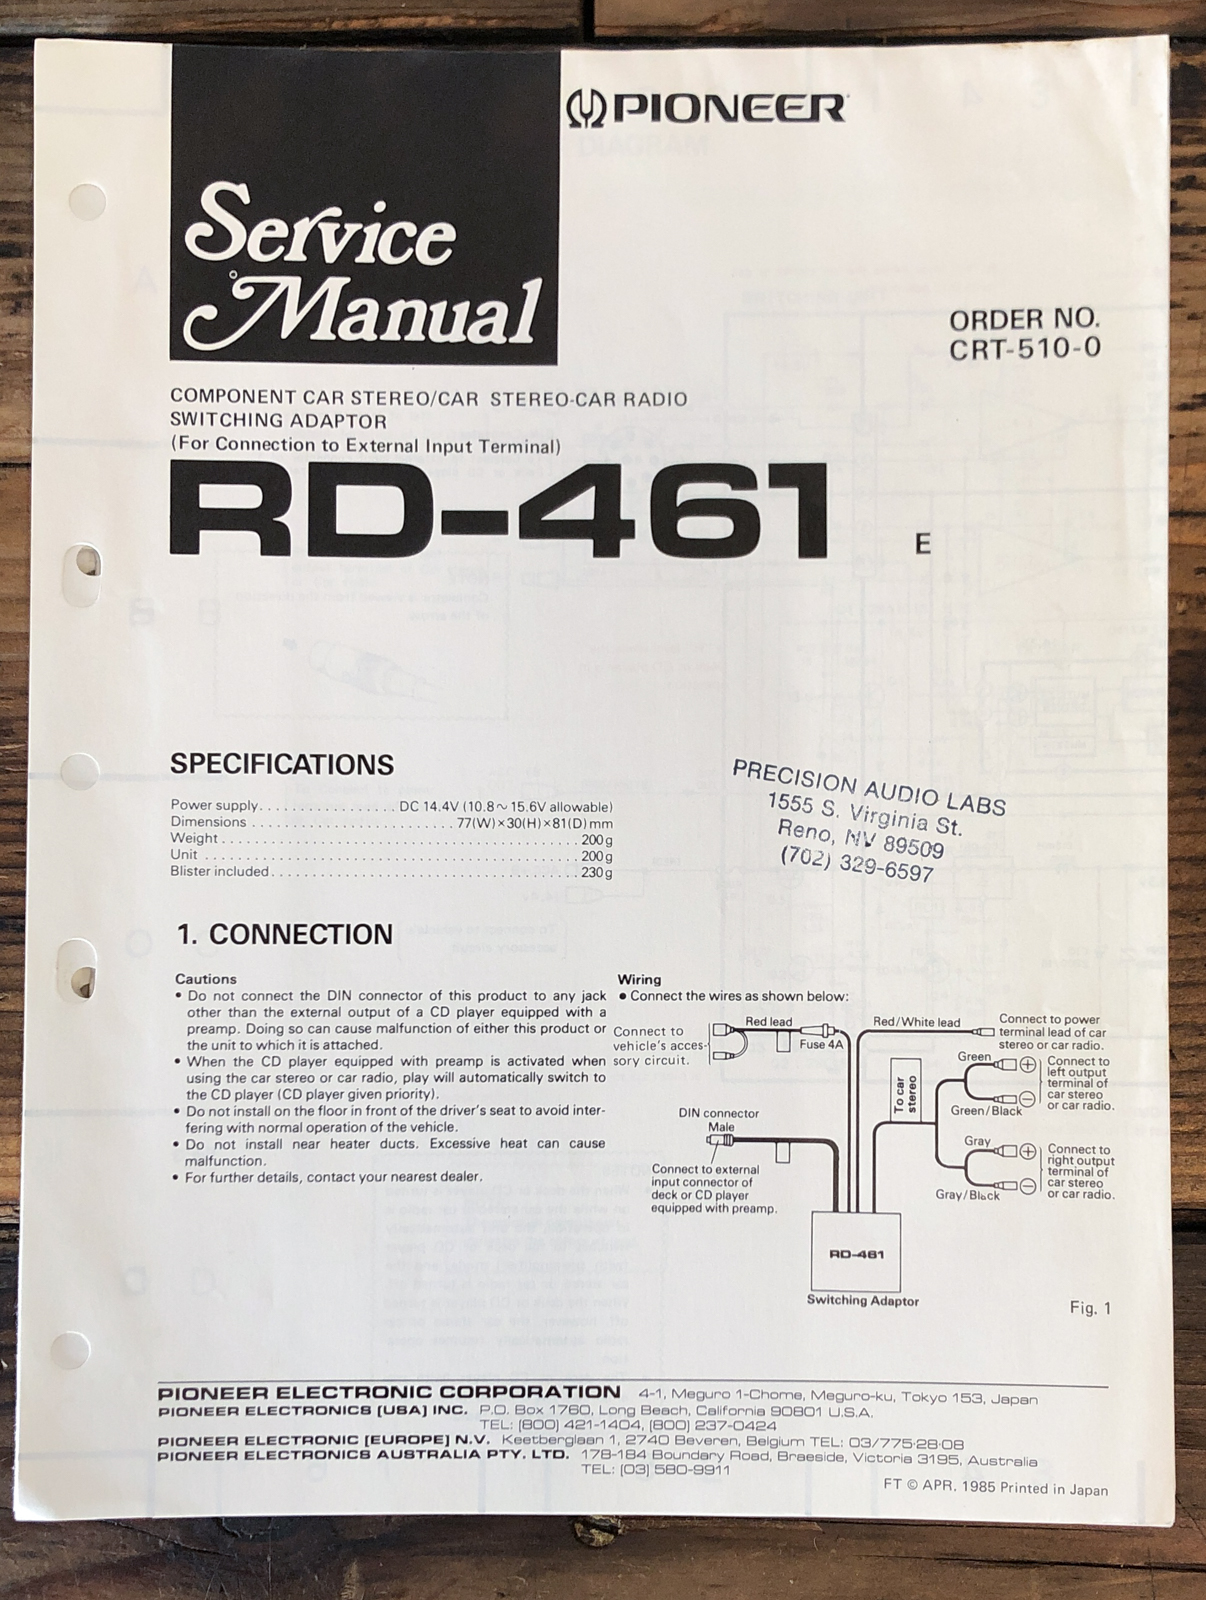 PIONEER
Service
Manual
ORDER NO.
CRT-510-0
COMPONENT CAR STEREO/CAR STEREO-CAR RADIO
SWITCHING ADAPTOR
(For Connection to External Input Terminal)
RD-461
E
SPECIFICATIONS
Power supply................ DC 14.4V (10.8~15.6V allowable)
Dimensions ........................ 77(W)×30(H)×81(D)mm
Weight .......................................... 200g
Unit ............................................. 200g
Blister included.................................... 230g
PRECISION AUDIO LABS
1555 S. Virginia St.
Reno, NV 89509
(702) 329-6597
1. CONNECTION
Cautions
• Do not connect the DIN connector of this product to any jack
other than the external output of a CD player equipped with a
preamp. Doing so can cause malfunction of either this product or
the unit to which it is attached.
• When the CD player equipped with preamp is activated when
using the car stereo or car radio, play will automatically switch to
the CD player (CD player given priority).
• Do not install on the floor in front of the driver's seat to avoid inter-
fering with normal operation of the vehicle.
• Do not install near heater ducts. Excessive heat can cause
malfunction.
• For further details, contact your nearest dealer.
Wiring
• Connect the wires as shown below:
Connect to
vehicle's acces-
sory circuit.
Red lead
Fuse 4A
Red/White lead
Connect to power
terminal lead of car
stereo or car radio.
To car
stereo
Green
Green/Black
Connect to
left output
terminal of
car stereo
or car radio.
Gray
Gray/Black
Connect to
right output
terminal of
car stereo
or car radio.
DIN connector
Male
Connect to external
input connector of
deck or CD player
equipped with preamp.
RD-461
Switching Adaptor
Fig. 1
PIONEER ELECTRONIC CORPORATION 4-1, Meguro 1-Chome, Meguro-ku, Tokyo 153, Japan
PIONEER ELECTRONICS [USA] INC. P.O. Box 1760, Long Beach, California 90801 U.S.A.
TEL: (800) 421-1404, (800) 237-0424
PIONEER ELECTRONIC [EUROPE] N.V. Keetberglaan 1, 2740 Beveren, Belgium TEL: 03/775·28·08
PIONEER ELECTRONICS AUSTRALIA PTY. LTD. 178-184 Boundary Road, Braeside, Victoria 3195, Australia
TEL: (03) 580-9911
FT © APR. 1985 Printed in Japan